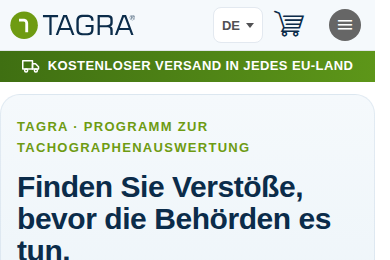 TAGRA®
DE
KOSTENLOSER VERSAND IN JEDES EU-LAND
TAGRA · PROGRAMM ZUR
TACHOGRAPHENAUSWERTUNG
Finden Sie Verstöße,
bevor die Behörden es
tun.